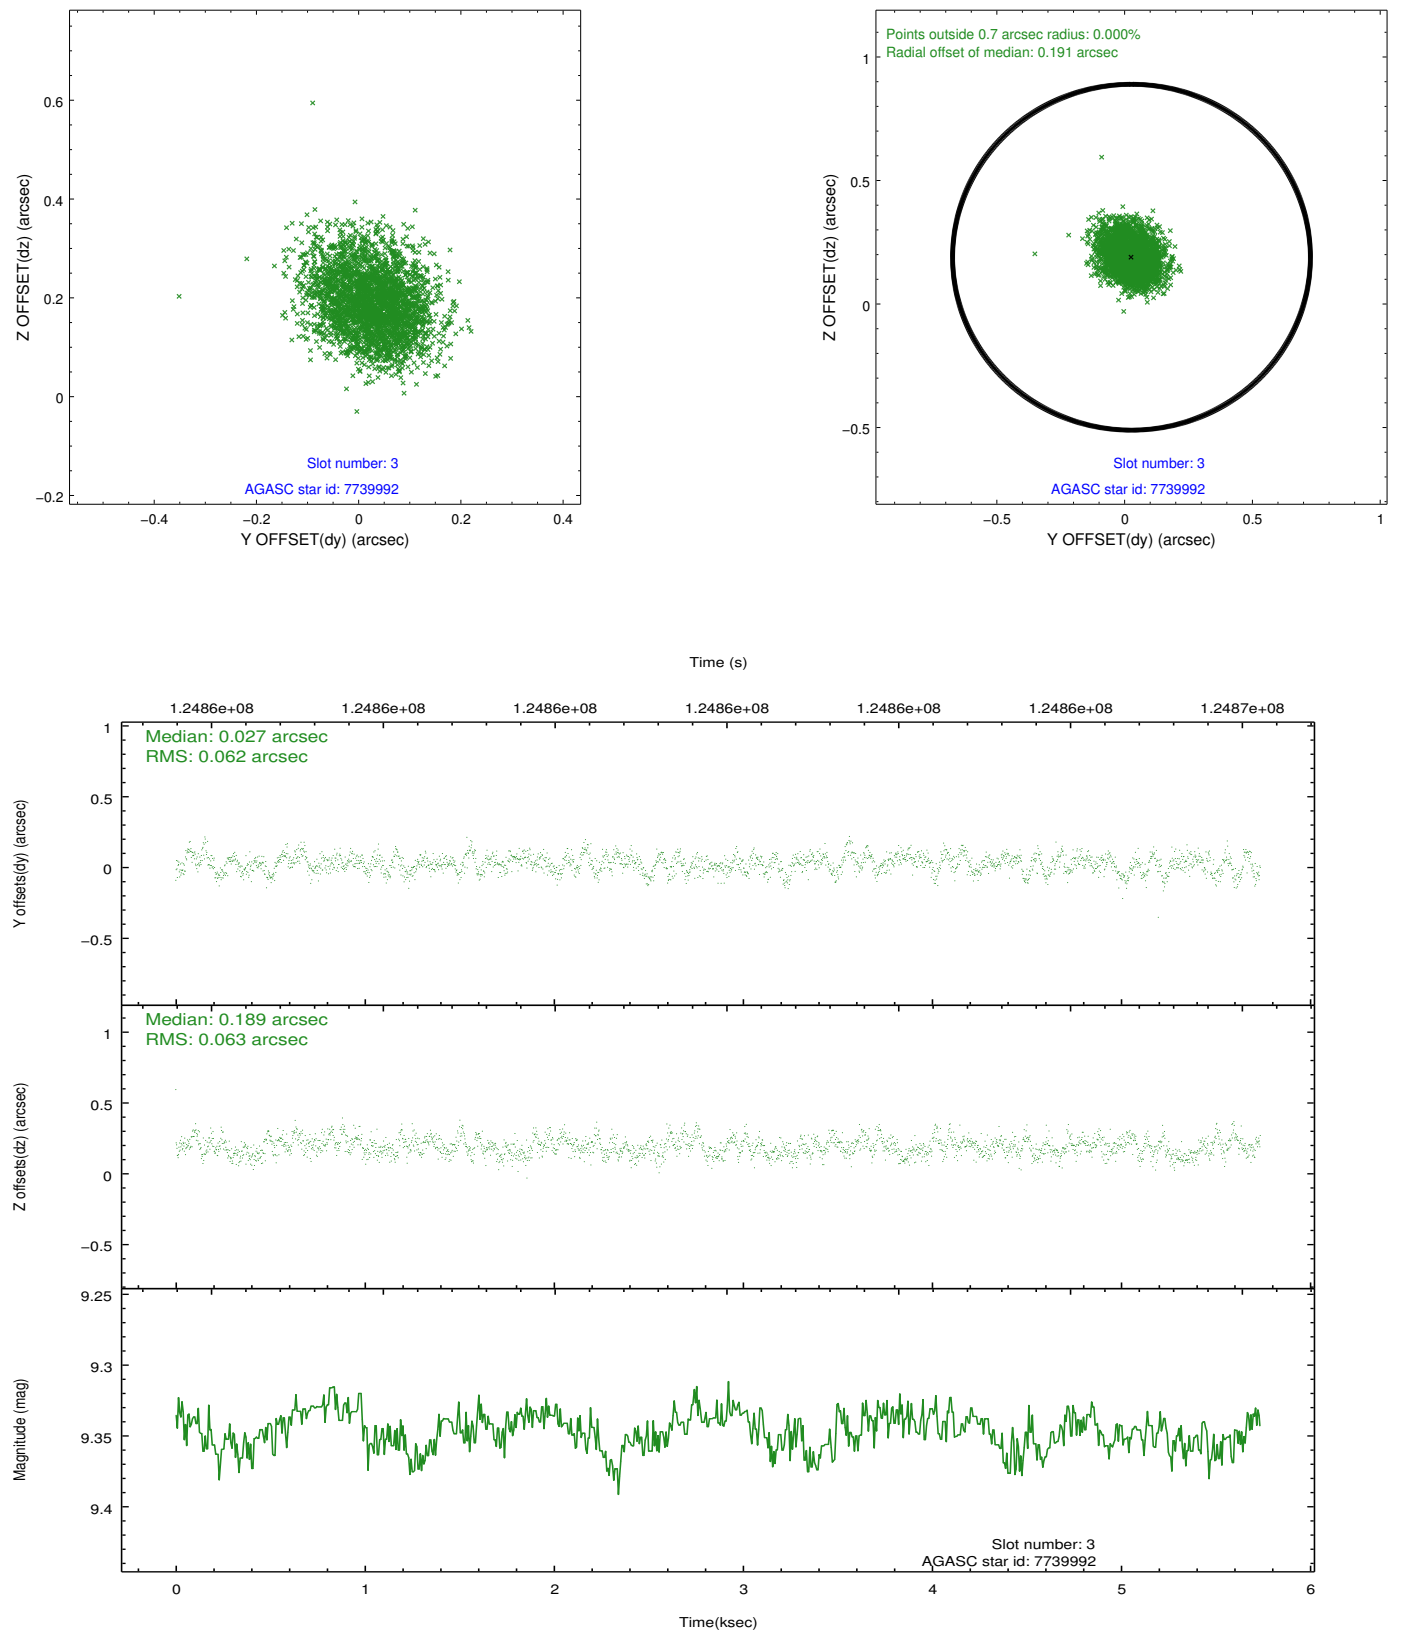 0.6
0.4
0.2
0
−0.2
Z OFFSET(dz) (arcsec)
Slot number: 3
AGASC star id: 7739992
−0.4 −0.2 0 0.2 0.4
Y OFFSET(dy) (arcsec)
Points outside 0.7 arcsec radius: 0.000%
Radial offset of median: 0.191 arcsec
1
0.5
0
−0.5
Z OFFSET(dz) (arcsec)
Slot number: 3
AGASC star id: 7739992
−0.5 0 0.5 1
Y OFFSET(dy) (arcsec)
Time (s)
1.2486e+08 1.2486e+08 1.2486e+08 1.2486e+08 1.2486e+08 1.2486e+08 1.2487e+08
Median: 0.027 arcsec
RMS: 0.062 arcsec
1
0.5
0
−0.5
Y offsets(dy) (arcsec)
Median: 0.189 arcsec
RMS: 0.063 arcsec
1
0.5
0
−0.5
Z offsets(dz) (arcsec)
9.25
9.3
9.35
9.4
Magnitude (mag)
Slot number: 3
AGASC star id: 7739992
0 1 2 3 4 5 6
Time(ksec)